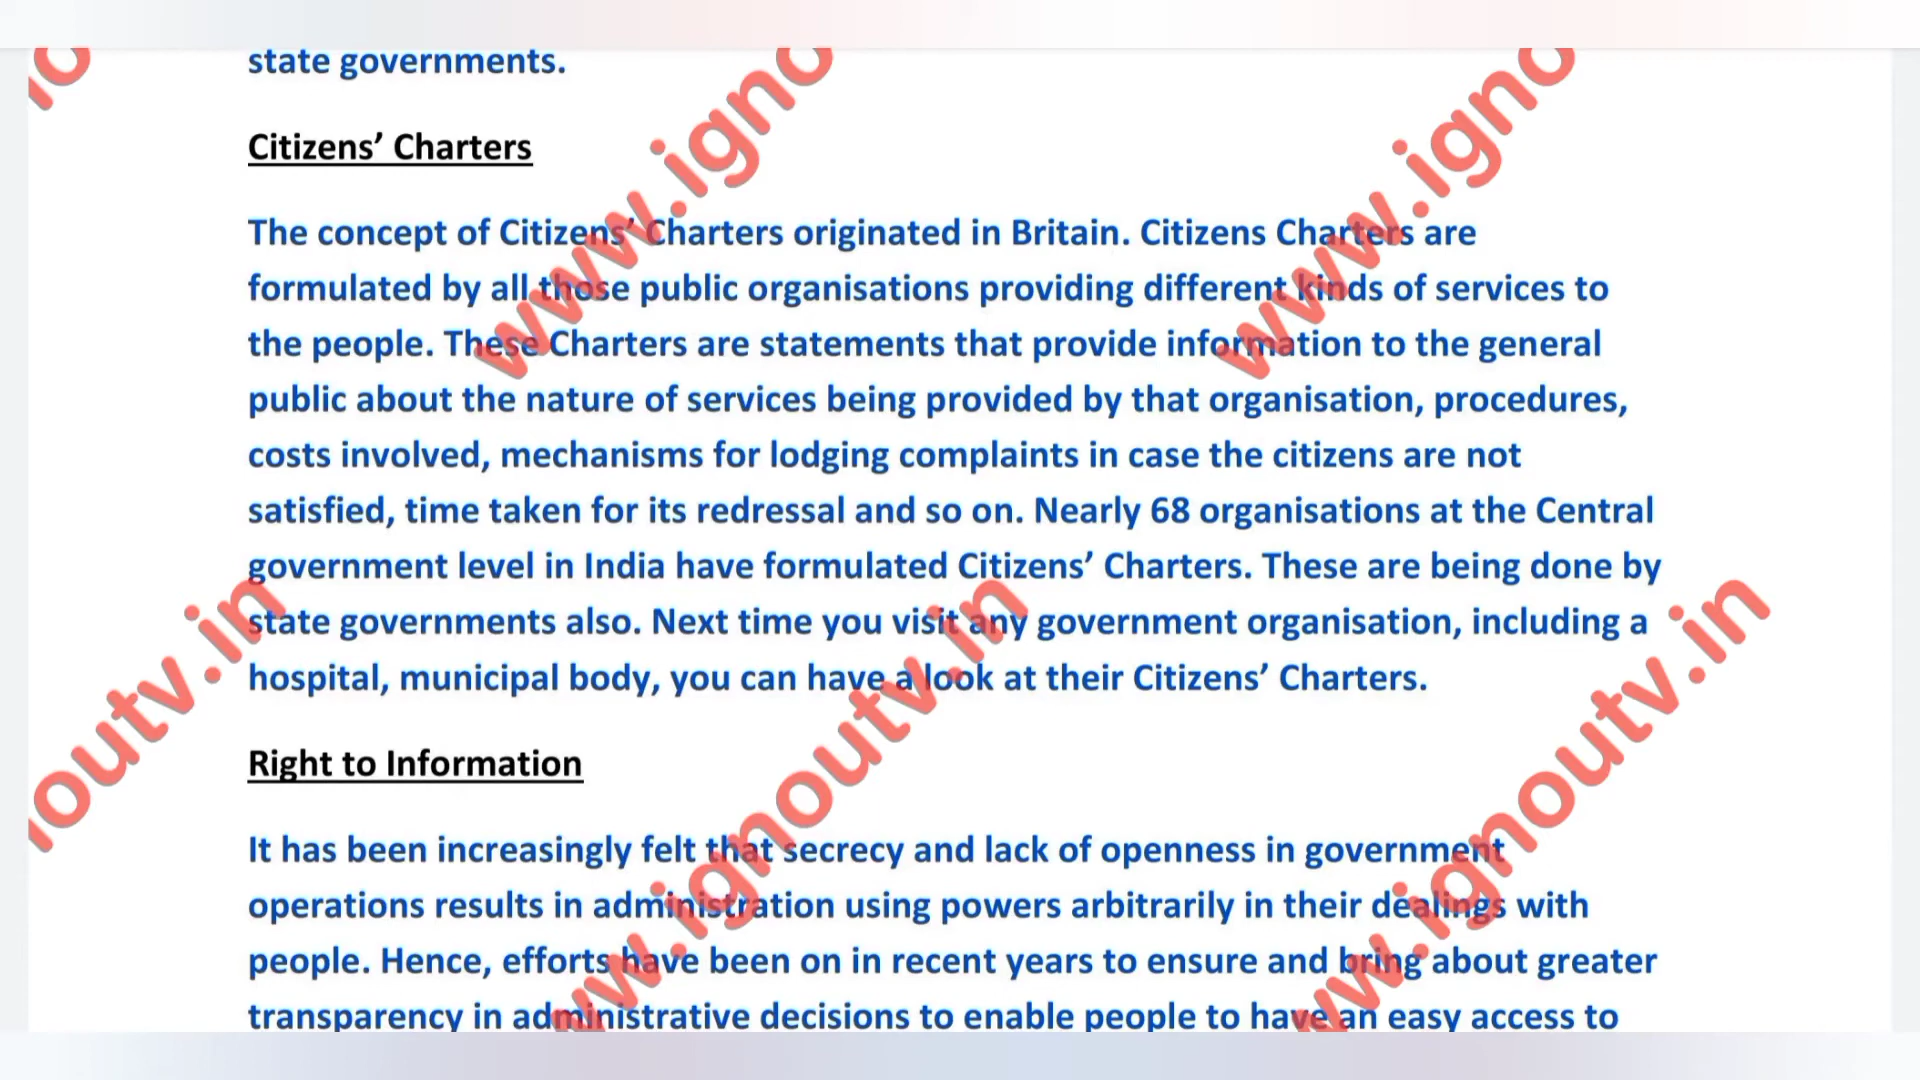 state governments.
Citizens’ Charters
The concept of Citizens’ Charters originated in Britain. Citizens Charters are
formulated by all those public organisations providing different kinds of services to
the people. These Charters are statements that provide information to the general
public about the nature of services being provided by that organisation, procedures,
costs involved, mechanisms for lodging complaints in case the citizens are not
satisfied, time taken for its redressal and so on. Nearly 68 organisations at the Central
government level in India have formulated Citizens’ Charters. These are being done by
state governments also. Next time you visit any government organisation, including a
hospital, municipal body, you can have a look at their Citizens’ Charters.
Right to Information
It has been increasingly felt that secrecy and lack of openness in government
operations results in administration using powers arbitrarily in their dealings with
people. Hence, efforts have been on in recent years to ensure and bring about greater
transparency in administrative decisions to enable people to have an easy access to
no
www.igno
www.igno
noutv.in
ww.ignoutv.in
ww.ignoutv.in